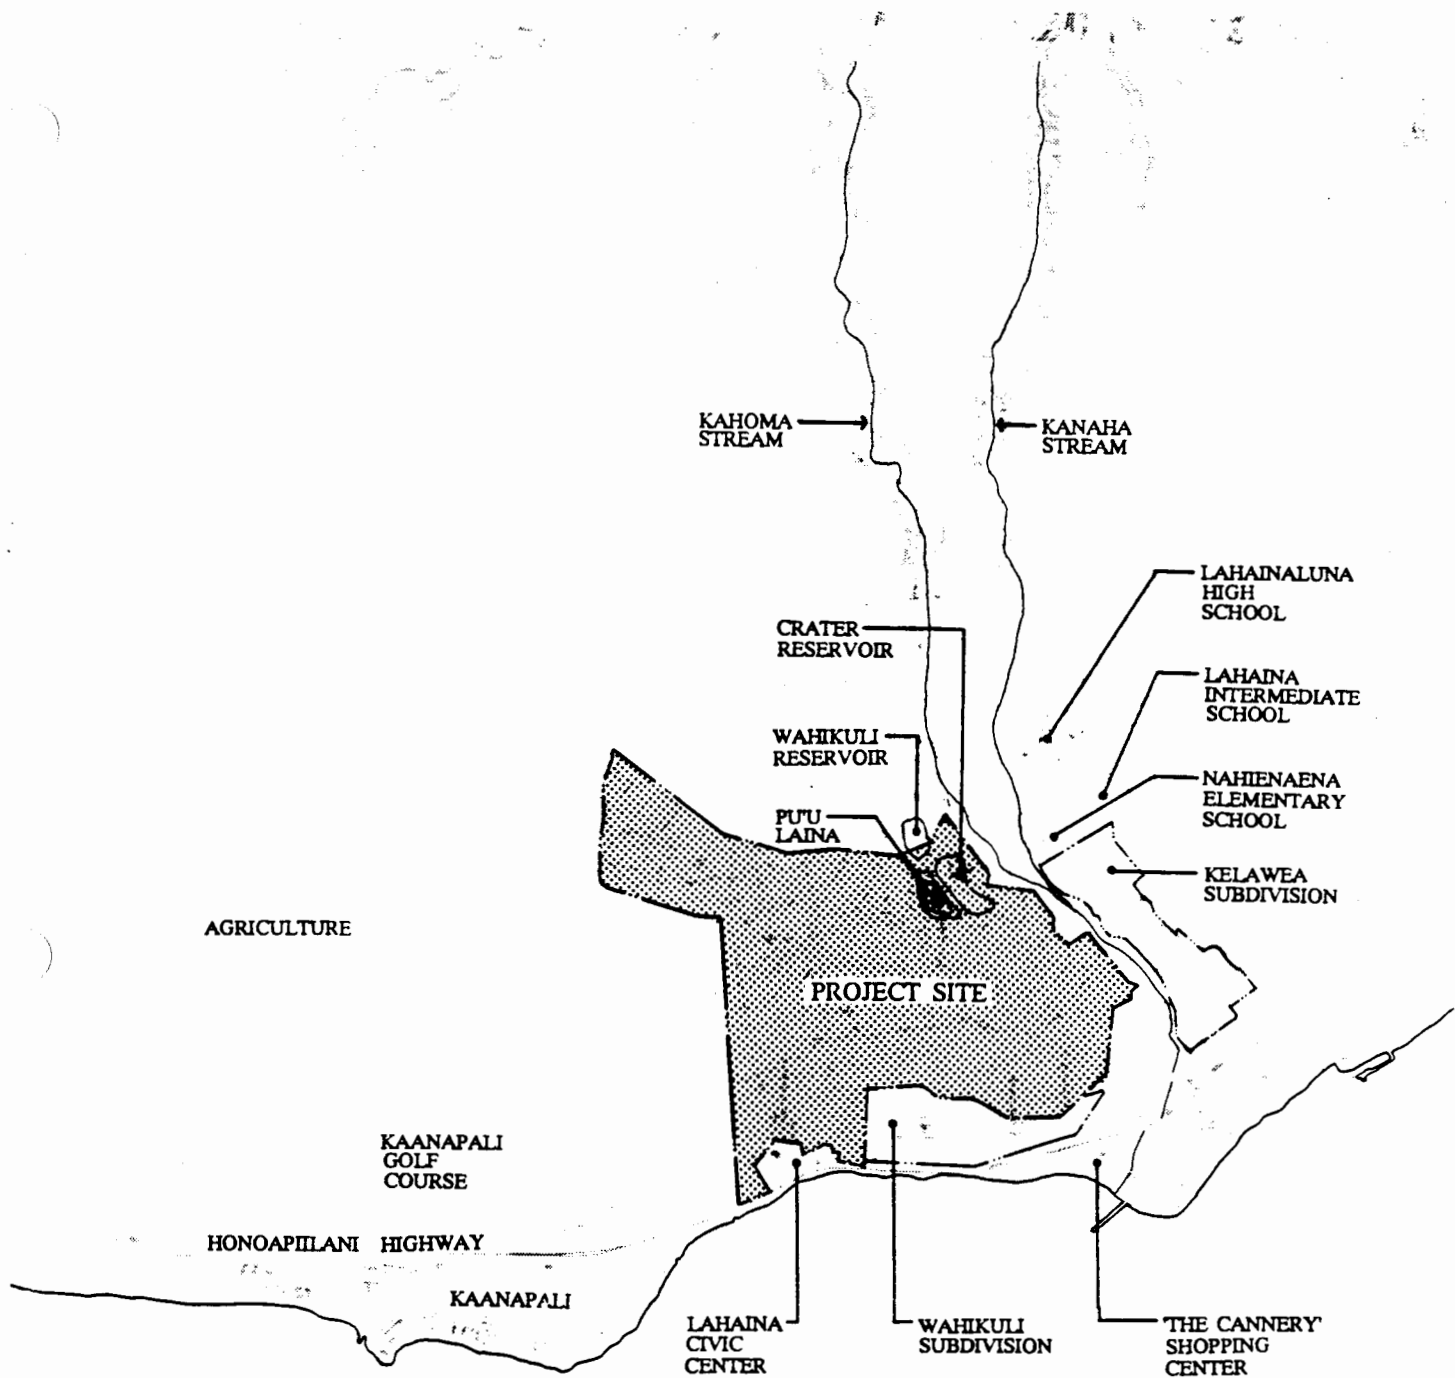 KAHOMA
STREAM
KANAHA
STREAM
LAHAINALUNA
HIGH
SCHOOL
CRATER
RESERVOIR
LAHAINA
INTERMEDIATE
SCHOOL
WAHIKULI
RESERVOIR
NAHIENAENA
ELEMENTARY
SCHOOL
PU'U
LAINA
KELAWEA
SUBDIVISION
AGRICULTURE
PROJECT SITE
KAANAPALI
GOLF
COURSE
HONOAPIILANI HIGHWAY
KAANAPALI
LAHAINA
CIVIC
CENTER
WAHIKULI
SUBDIVISION
'THE CANNERY'
SHOPPING
CENTER